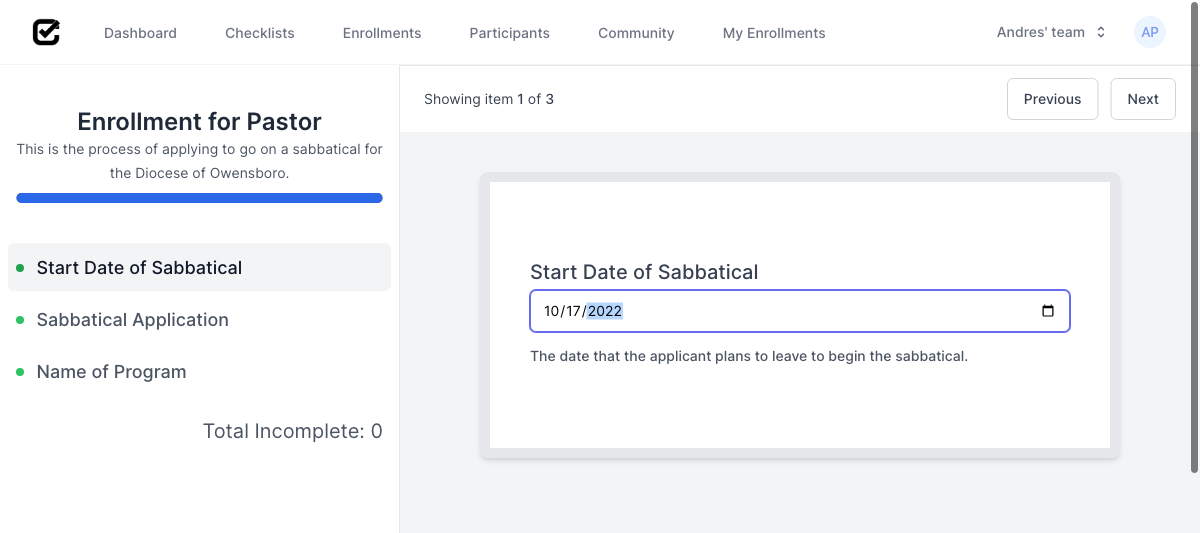 Dashboard Checklists Enrollments Participants Community My Enrollments Andres' team AP
Enrollment for Pastor
This is the process of applying to go on a sabbatical for
the Diocese of Owensboro.
Start Date of Sabbatical
Sabbatical Application
Name of Program
Total Incomplete: 0
Showing item 1 of 3
Previous Next
Start Date of Sabbatical
10/17/2022
The date that the applicant plans to leave to begin the sabbatical.